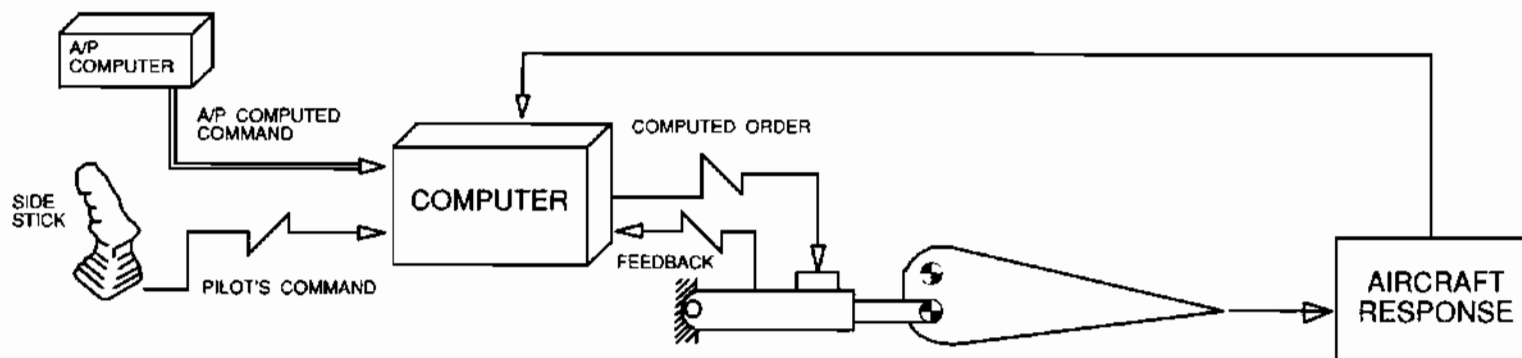 A/P
COMPUTER
A/P COMPUTED
COMMAND
SIDE
STICK
PILOT'S COMMAND
COMPUTER
COMPUTED ORDER
FEEDBACK
AIRCRAFT
RESPONSE